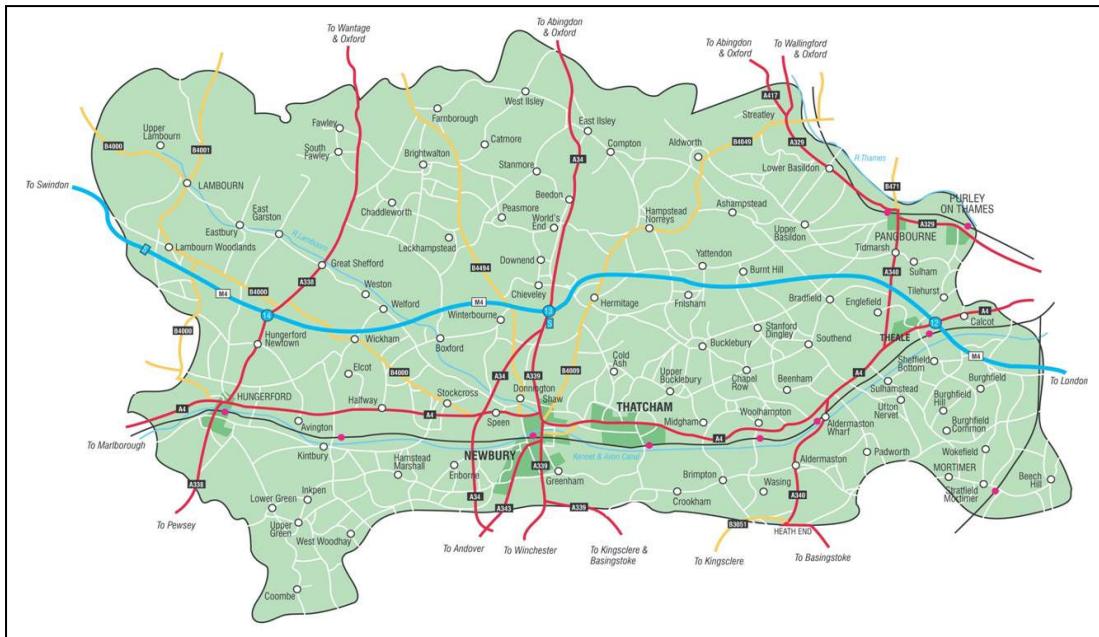 To Wantage
& Oxford
To Abingdon
& Oxford
To Abingdon
& Oxford
To Wallingford
& Oxford
West Ilsley
A417
Farnborough
Streatley
Fawley
East Ilsley
Upper
Lambourn
B4000
B4001
Catmore
Compton
Aldworth
B4049
A329
South
Fawley
Brightwalton
A34
R Thames
Stanmore
Lower Basildon
To Swindon
LAMBOURN
B471
Beedon
PURLEY
ON THAMES
East
Garston
Chaddleworth
Peasmore
World's
End
Hampstead
Norreys
Ashampstead
A329
Eastbury
R Lambourn
Upper
Basildon
PANGBOURNE
Lambourn Woodlands
Leckhampstead
Tidmarsh
Yattendon
Great Shefford
Downend
Burnt Hill
A340
Sulham
B4494
A338
B4000
Weston
Chieveley
Tilehurst
M4
Welford
M4
Hermitage
Frilsham
Bradfield
Englefield
14
13
S
Winterbourne
12
A4
Calcot
B4000
Stanford
Dingley
THEALE
Hungerford
Newtown
Wickham
Boxford
Bucklebury
Southend
M4
Cold
Ash
Sheffield
Bottom
Elcot
B4000
A34
A339
B4009
Upper
Bucklebury
Chapel
Row
Beenham
A4
To London
Sulhamstead
Burghfield
Donnington
Shaw
Ufton
Nervet
Burghfield
Hill
HUNGERFORD
Halfway
Stockcross
THATCHAM
A4
A4
Speen
Midgham
Woolhampton
Burghfield
Common
Avington
Aldermaston
Wharf
To Marlborough
A4
Kintbury
NEWBURY
Kennet & Avon Canal
Padworth
Wokefield
Hamstead
Marshall
Enborne
A339
Greenham
Brimpton
Aldermaston
MORTIMER
Beech
Hill
A338
Inkpen
Wasing
Stratfield
Mortimer
Lower Green
A34
Crookham
A340
A343
A339
To Pewsey
Upper
Green
B3051
West Woodhay
HEATH END
To Andover
To Winchester
To Kingsclere &
Basingstoke
To Kingsclere
To Basingstoke
Coombe